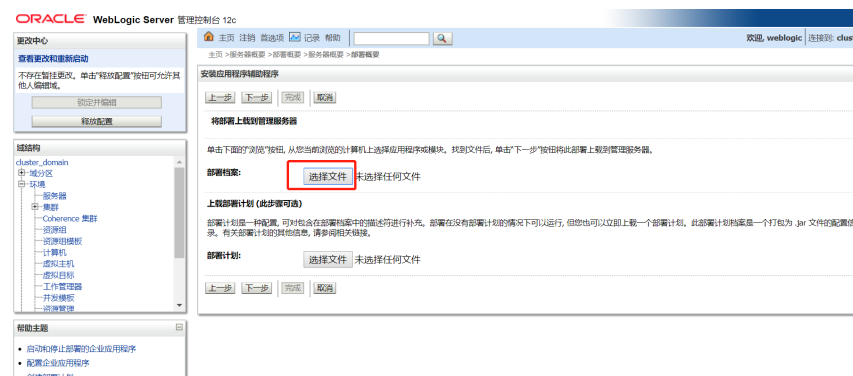 ORACLE WebLogic Server 管理控制台 12c
更改中心
查看更改和重新启动
不存在暂挂更改。单击"释放配置"按钮可允许其
他人编辑域。
锁定并编辑
释放配置
域结构
cluster_domain
域分区
环境
服务器
集群
Coherence 集群
资源组
资源组模板
计算机
虚拟主机
虚拟目标
工作管理器
并发模板
资源管理
帮助主题
启动和停止部署的企业应用程序
配置企业应用程序
主页 注销 首选项 记录 帮助
欢迎, weblogic 连接到: clus
主页 >服务器概要 >部署概要 >服务器概要 >部署概要
安装应用程序辅助程序
上一步 下一步 完成 取消
将部署上载到管理服务器
单击下面的"浏览"按钮, 从您当前浏览的计算机上选择应用程序或模块。找到文件后, 单击"下一步"按钮将此部署上载到管理服务器。
部署档案: 选择文件 未选择任何文件
上载部署计划 (此步骤可选)
部署计划是一种配置, 可对包含在部署档案中的描述符进行补充。部署在没有部署计划的情况下可以运行, 但您也可以立即上载一个部署计划。此部署计划档案是一个打包为 .jar 文件的配置信
录。有关部署计划的其他信息, 请参阅相关链接。
部署计划: 选择文件 未选择任何文件
上一步 下一步 完成 取消